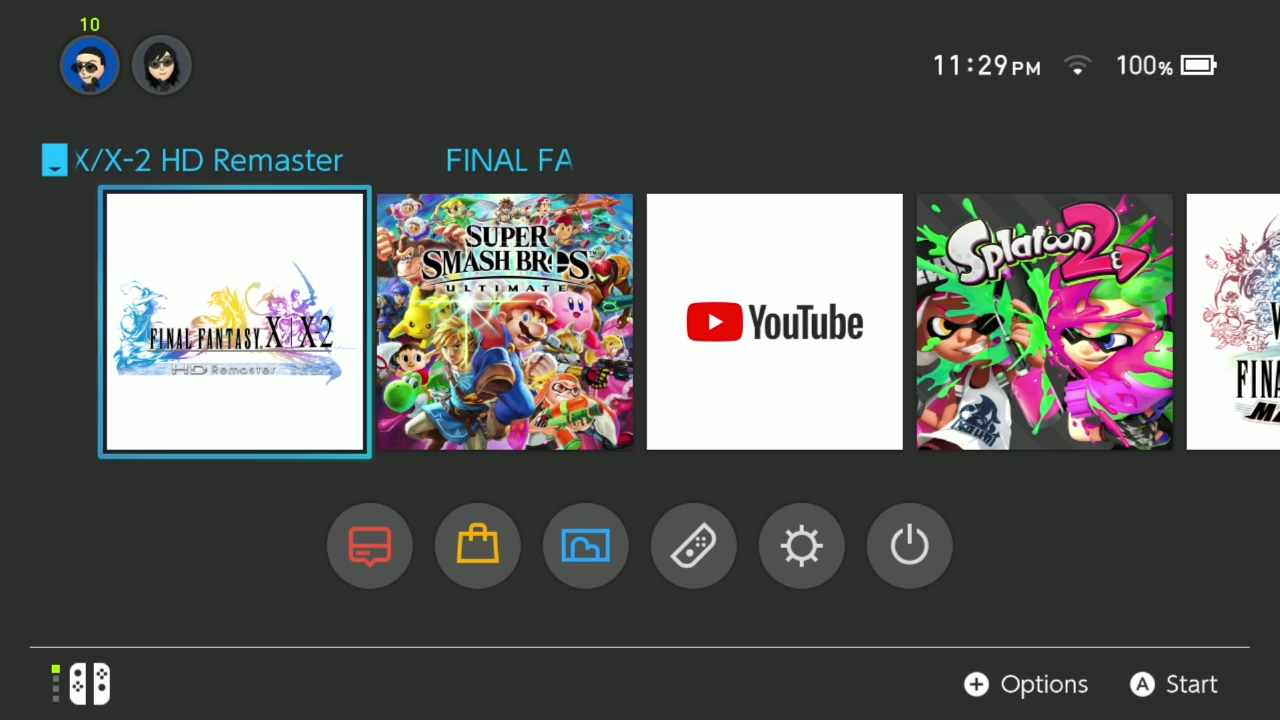 10
11:29 PM 100%
X/X-2 HD Remaster FINAL FA
FINAL FANTASY X|X-2
HD Remaster
SUPER
SMASH BROS.™
ULTIMATE
YouTube
Splatoon 2
FINA
Options
Start